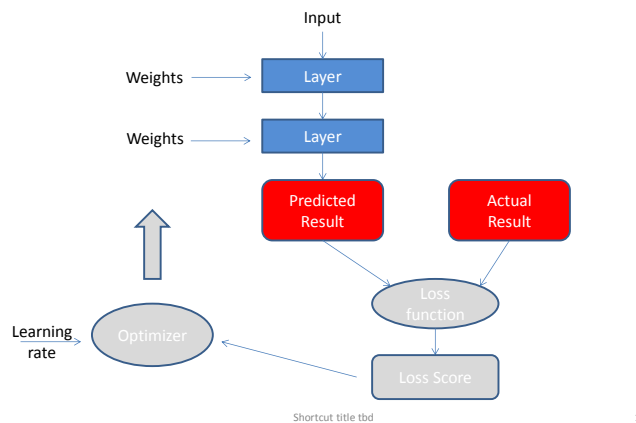 Input
Weights
Layer
Weights
Layer
Predicted
Result
Actual
Result
Loss
function
Learning
rate
Optimizer
Loss Score
Shortcut title tbd